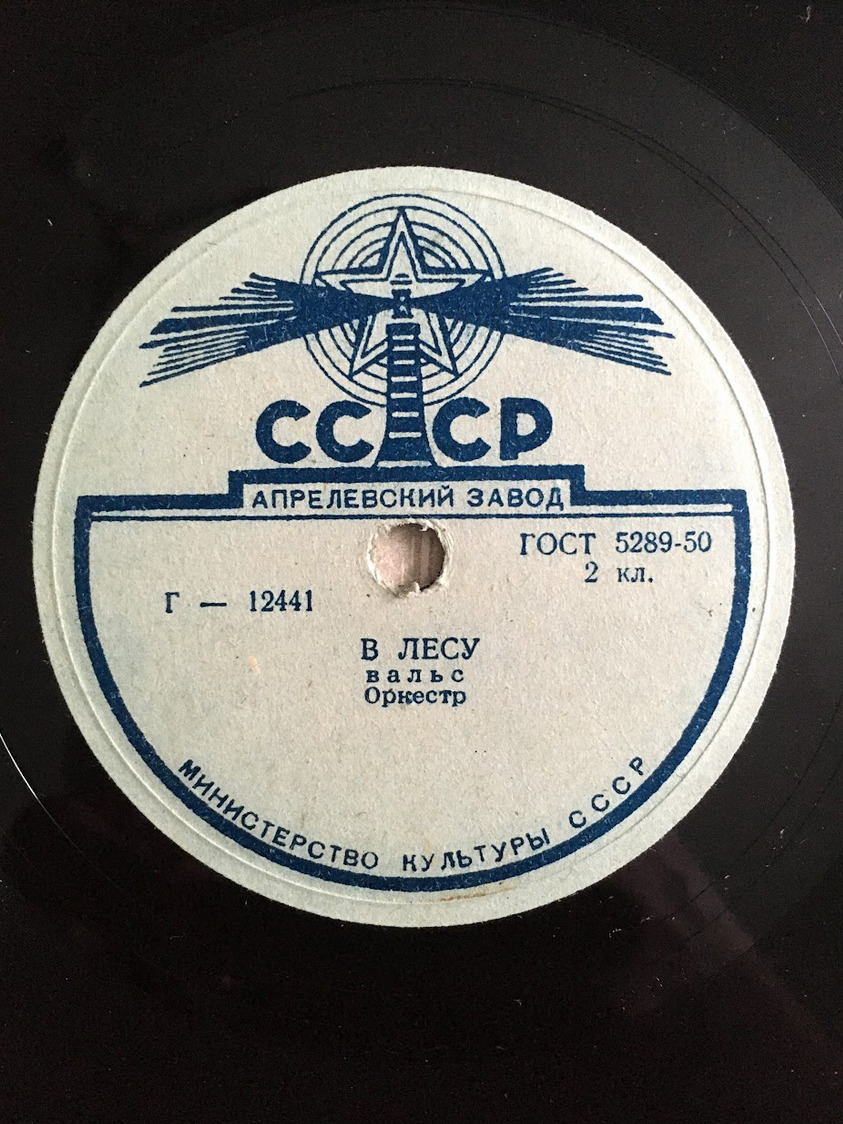 СССР
АПРЕЛЕВСКИЙ ЗАВОД
ГОСТ 5289-50
2 кл.
Г — 12441
В ЛЕСУ
вальс
Оркестр
МИНИСТЕРСТВО КУЛЬТУРЫ СССР